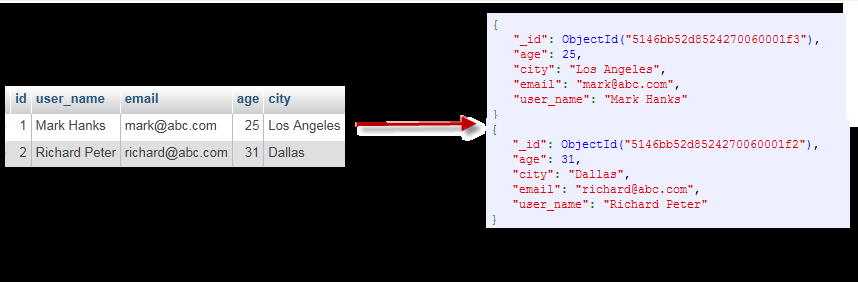 id user_name email age city
1 Mark Hanks mark@abc.com 25 Los Angeles
2 Richard Peter richard@abc.com 31 Dallas
{
"_id": ObjectId("5146bb52d8524270060001f3"),
"age": 25,
"city": "Los Angeles",
"email": "mark@abc.com",
"user_name": "Mark Hanks"
}
{
"_id": ObjectId("5146bb52d8524270060001f2"),
"age": 31,
"city": "Dallas",
"email": "richard@abc.com",
"user_name": "Richard Peter"
}